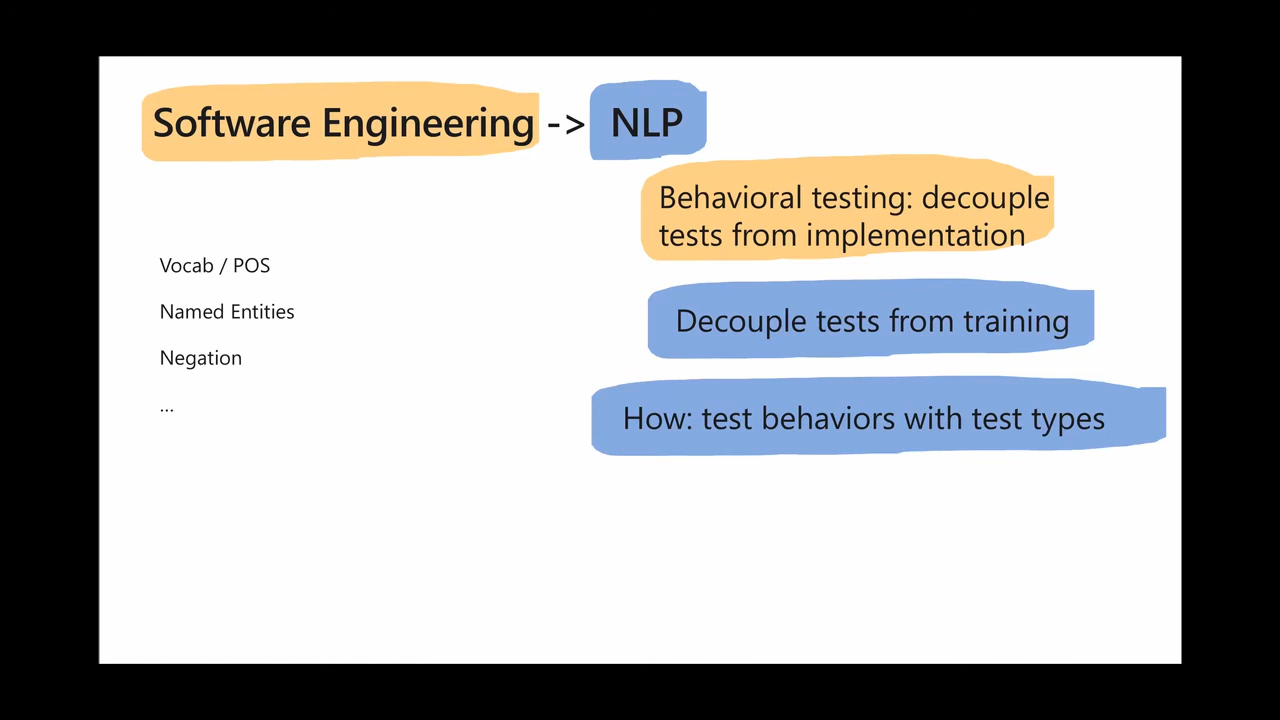 Software Engineering -> NLP
Behavioral testing: decouple
tests from implementation
Vocab / POS
Named Entities
Decouple tests from training
Negation
...
How: test behaviors with test types